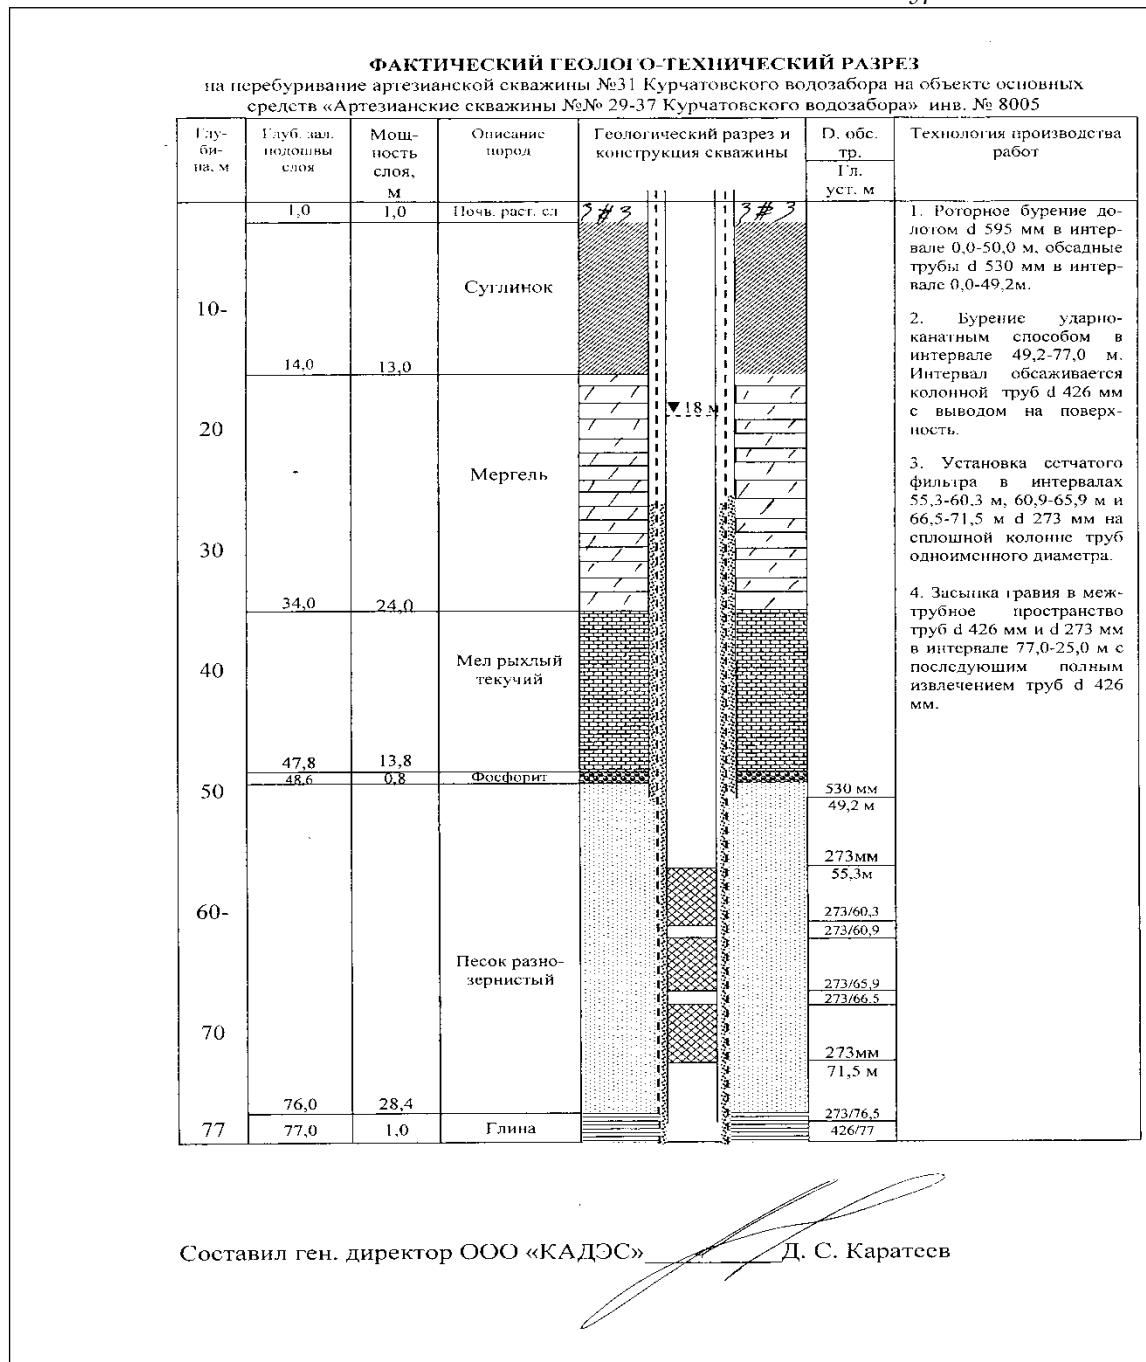 ФАКТИЧЕСКИЙ ГЕОЛОГО-ТЕХНИЧЕСКИЙ РАЗРЕЗ
на перебуривание артезианской скважины №31 Курчатовского водозабора на объекте основных
средств «Артезианские скважины №№ 29-37 Курчатовского водозабора» инв. № 8005
Глу-
би-
на, м
Глуб. зал.
подошвы
слоя
Мощ-
ность
слоя,
м
Описание
пород
Геологический разрез и
конструкция скважины
D. обс.
тр.
Гл.
уст. м
Технология производства
работ
1,0 1,0 Почв. раст. сл
Суглинок
10-
14,0 13,0
▼18 м
20
Мергель
30
34,0 24,0
40
Мел рыхлый
текучий
47,8 13,8
48,6 0,8 Фосфорит
50
530 мм
49,2 м
273мм
55,3м
60-
273/60,3
273/60,9
Песок разно-
зернистый
273/65,9
273/66.5
70
273мм
71,5 м
76,0 28,4
273/76,5
77 77,0 1,0 Глина 426/77
1. Роторное бурение до-
лотом d 595 мм в интер-
вале 0,0-50,0 м, обсадные
трубы d 530 мм в интер-
вале 0,0-49,2м.
2. Бурение ударно-
канатным способом в
интервале 49,2-77,0 м.
Интервал обсаживается
колонной труб d 426 мм
с выводом на поверх-
ность.
3. Установка сетчатого
фильтра в интервалах
55,3-60,3 м, 60,9-65,9 м и
66,5-71,5 м d 273 мм на
сплошной колонне труб
одноименного диаметра.
4. Засыпка гравия в меж-
трубное пространство
труб d 426 мм и d 273 мм
в интервале 77,0-25,0 м с
последующим полным
извлечением труб d 426
мм.
Составил ген. директор ООО «КАДЭС»____________Д. С. Каратеев